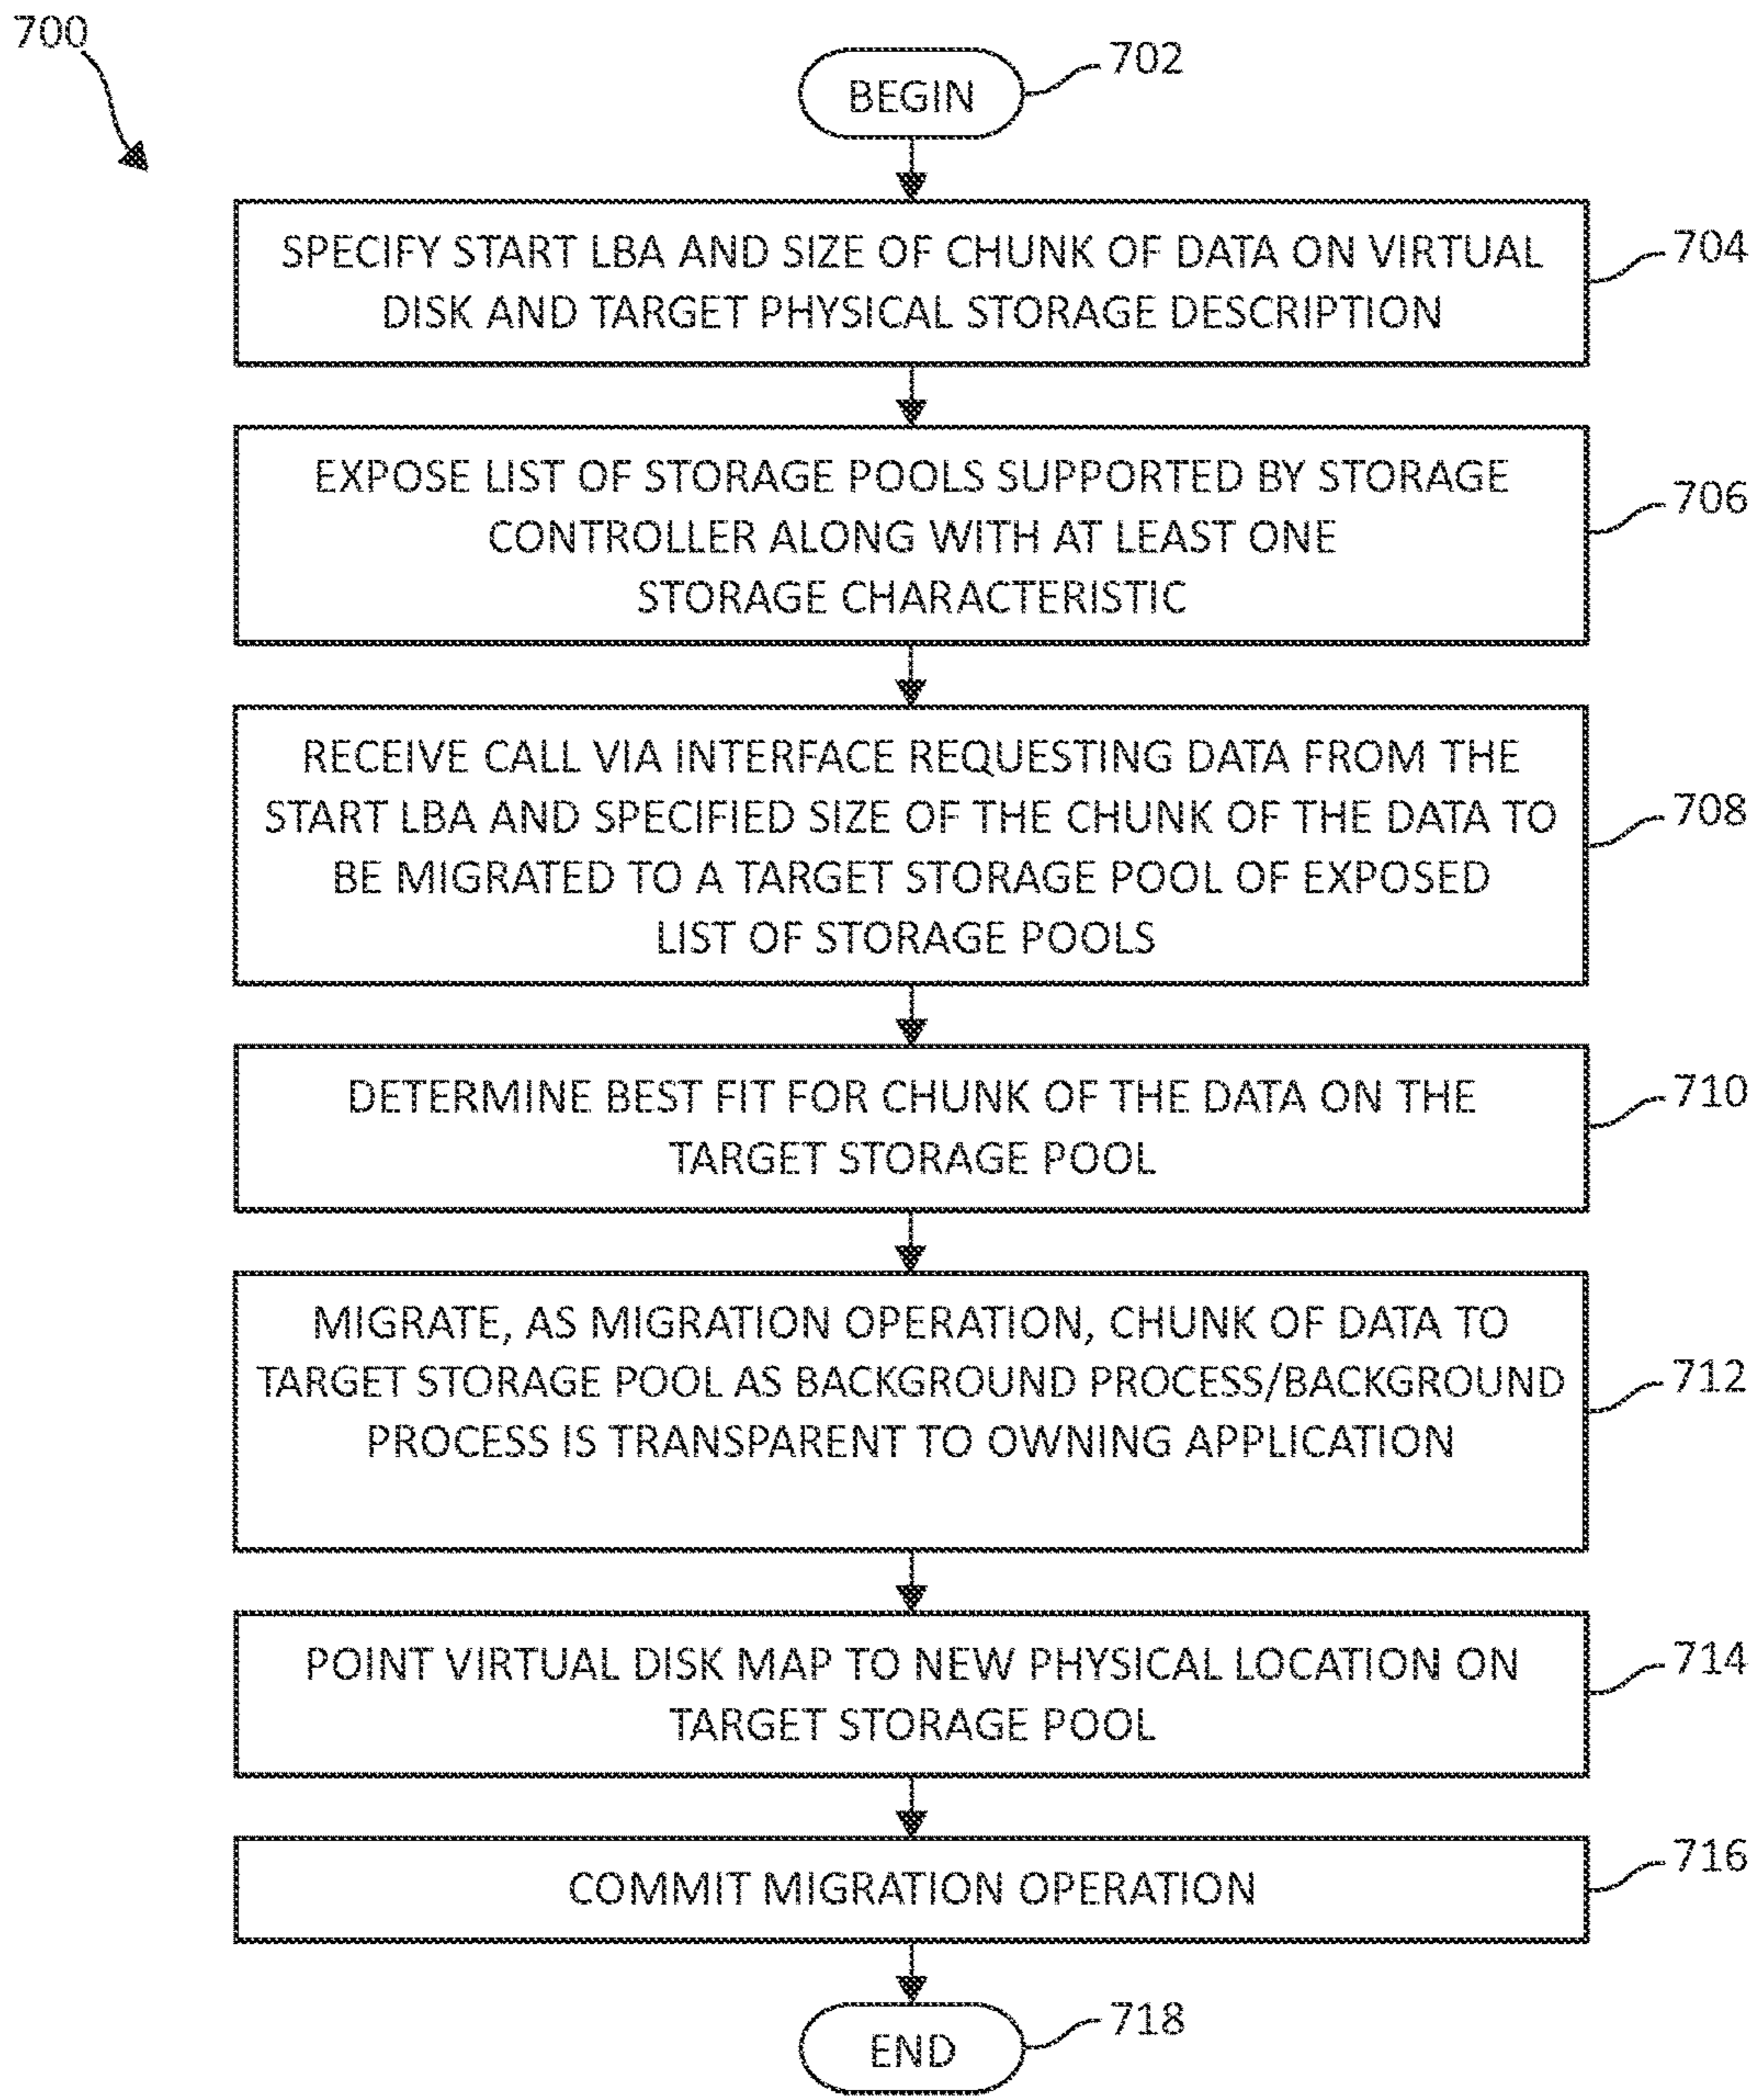 700
702
BEGIN
SPECIFY START LBA AND SIZE OF CHUNK OF DATA ON VIRTUAL
DISK AND TARGET PHYSICAL STORAGE DESCRIPTION
704
EXPOSE LIST OF STORAGE POOLS SUPPORTED BY STORAGE
CONTROLLER ALONG WITH AT LEAST ONE
STORAGE CHARACTERISTIC
706
RECEIVE CALL VIA INTERFACE REQUESTING DATA FROM THE
START LBA AND SPECIFIED SIZE OF THE CHUNK OF THE DATA TO
BE MIGRATED TO A TARGET STORAGE POOL OF EXPOSED
LIST OF STORAGE POOLS
708
DETERMINE BEST FIT FOR CHUNK OF THE DATA ON THE
TARGET STORAGE POOL
710
MIGRATE, AS MIGRATION OPERATION, CHUNK OF DATA TO
TARGET STORAGE POOL AS BACKGROUND PROCESS/BACKGROUND
PROCESS IS TRANSPARENT TO OWNING APPLICATION
712
POINT VIRTUAL DISK MAP TO NEW PHYSICAL LOCATION ON
TARGET STORAGE POOL
714
COMMIT MIGRATION OPERATION
716
END
718